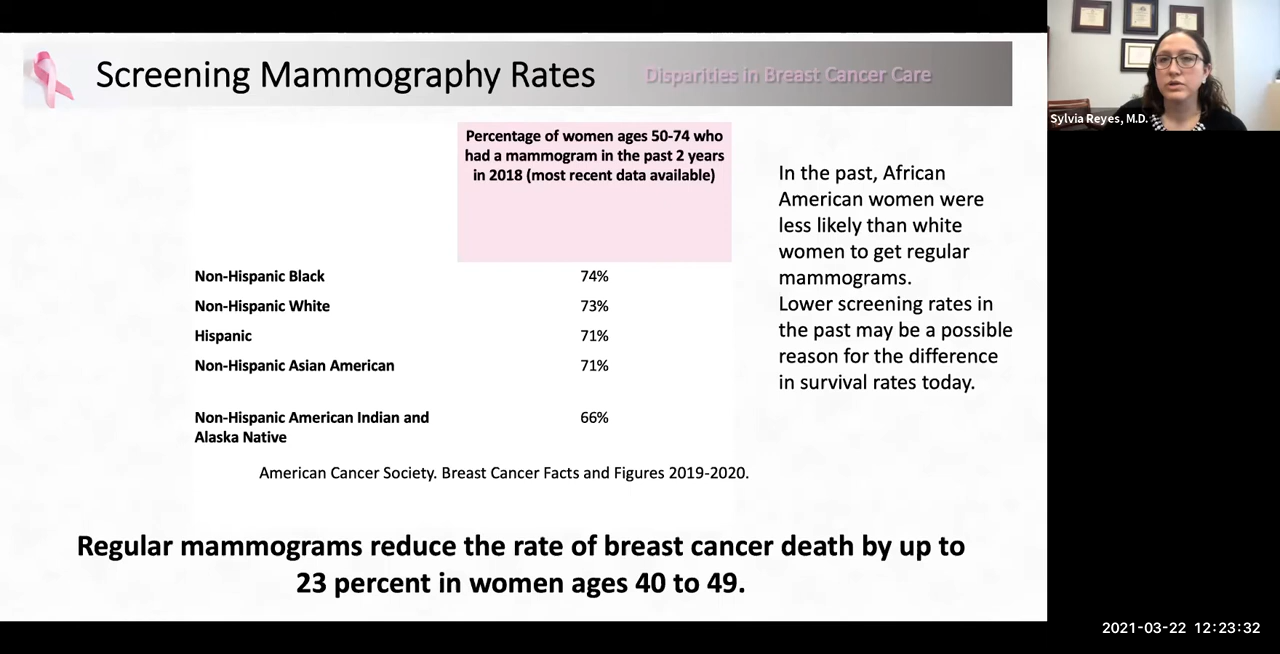 Screening Mammography Rates
Disparities in Breast Cancer Care
Sylvia Reyes, M.D.
Percentage of women ages 50-74 who
had a mammogram in the past 2 years
in 2018 (most recent data available)
Non-Hispanic Black 74%
Non-Hispanic White 73%
Hispanic 71%
Non-Hispanic Asian American 71%
Non-Hispanic American Indian and 66%
Alaska Native
In the past, African
American women were
less likely than white
women to get regular
mammograms.
Lower screening rates in
the past may be a possible
reason for the difference
in survival rates today.
American Cancer Society. Breast Cancer Facts and Figures 2019-2020.
Regular mammograms reduce the rate of breast cancer death by up to
23 percent in women ages 40 to 49.
2021-03-22 12:23:32